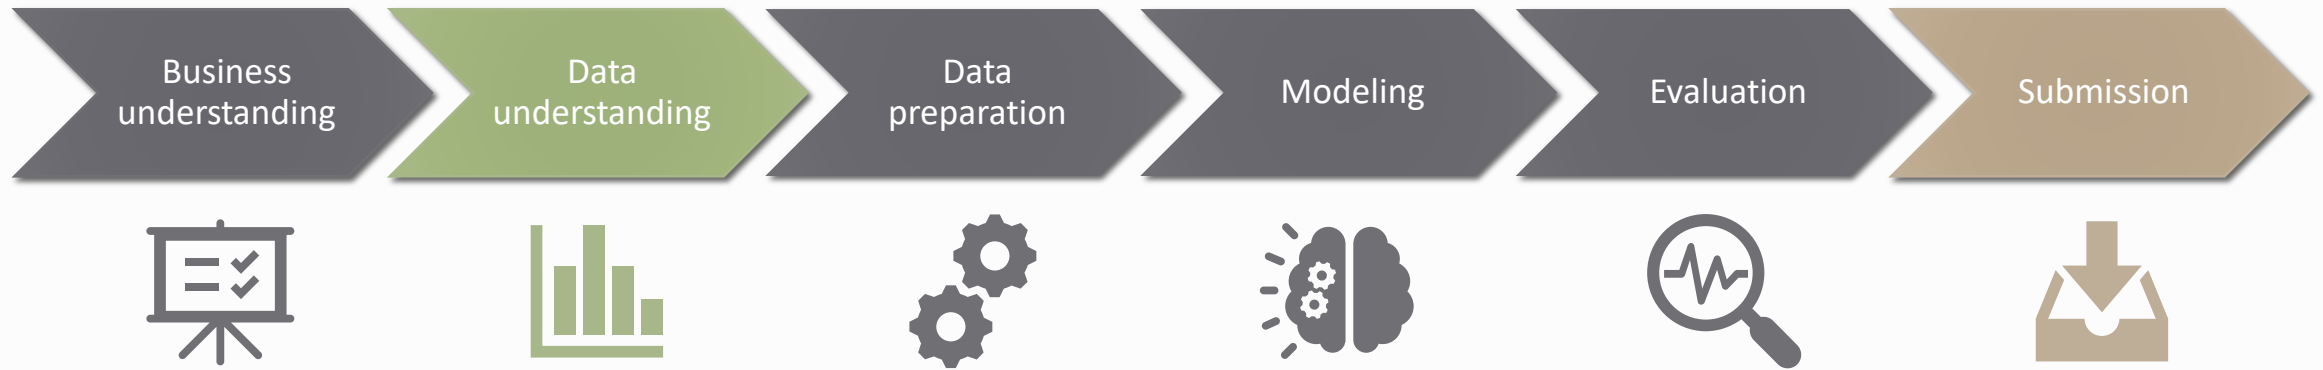 Business
understanding
Data
understanding
Data
preparation
Modeling
Evaluation
Submission